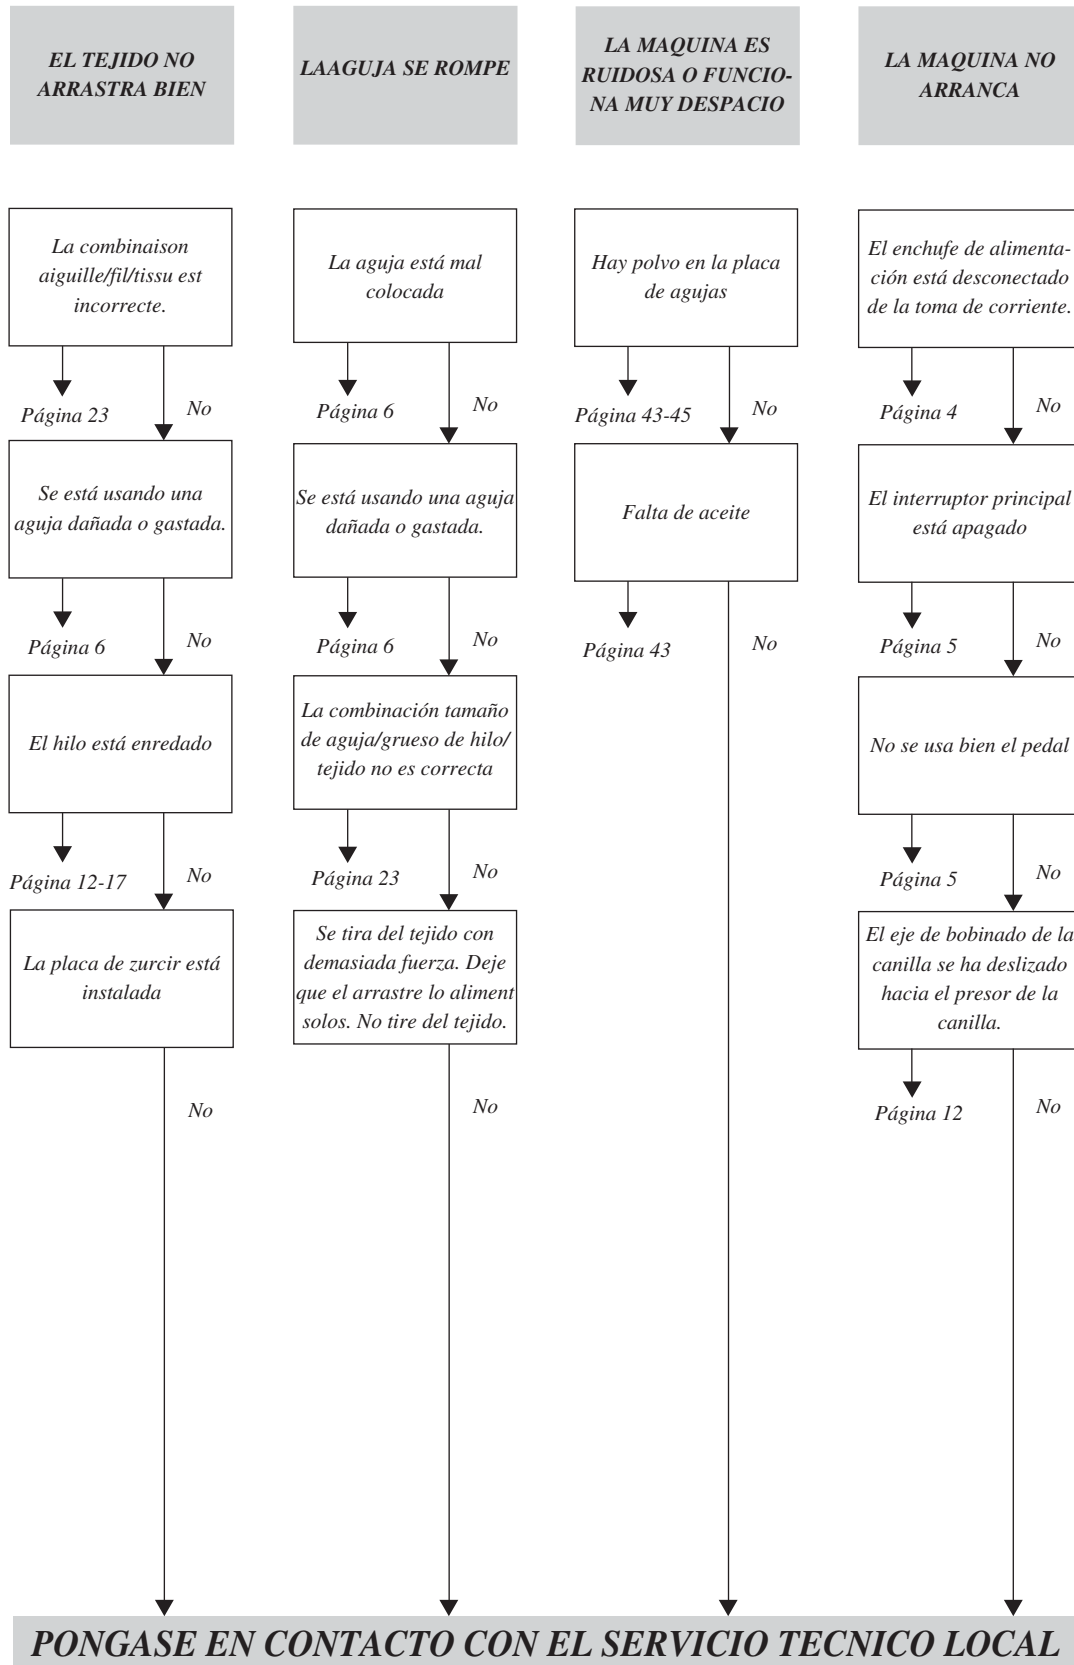 EL TEJIDO NO
ARRASTRA BIEN
LAAGUJA SE ROMPE
LA MAQUINA ES
RUIDOSA O FUNCIO-
NA MUY DESPACIO
LA MAQUINA NO
ARRANCA
La combinaison
aiguille/fil/tissu est
incorrecte.
La aguja está mal
colocada
Hay polvo en la placa
de agujas
El enchufe de alimenta-
ción está desconectado
de la toma de corriente.
Página 23
No
Página 6
No
Página 43-45
No
Página 4
No
Se está usando una
aguja dañada o gastada.
Se está usando una aguja
dañada o gastada.
Falta de aceite
El interruptor principal
está apagado
Página 6
No
Página 6
No
Página 43
No
Página 5
No
El hilo está enredado
La combinación tamaño
de aguja/grueso de hilo/
tejido no es correcta
No se usa bien el pedal
Página 12-17
No
Página 23
No
Página 5
No
La placa de zurcir está
instalada
Se tira del tejido con
demasiada fuerza. Deje
que el arrastre lo aliment
solos. No tire del tejido.
El eje de bobinado de la
canilla se ha deslizado
hacia el presor de la
canilla.
No
No
Página 12
No
PONGASE EN CONTACTO CON EL SERVICIO TECNICO LOCAL